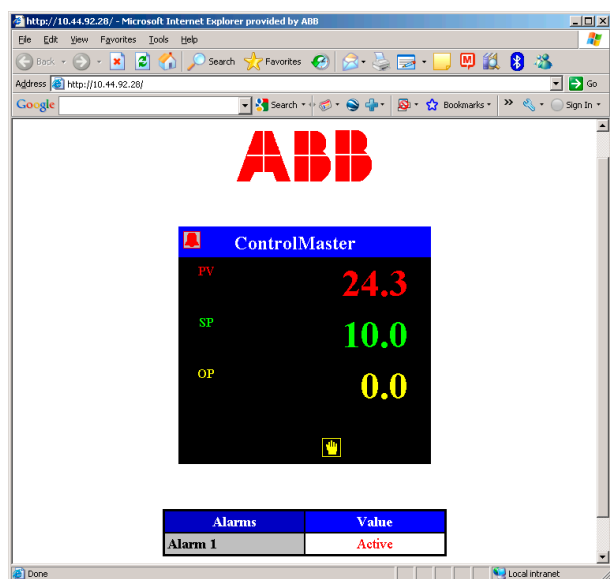 http://10.44.92.28/ - Microsoft Internet Explorer provided by ABB
File Edit View Favorites Tools Help
Back Search Favorites
Address http://10.44.92.28/ Go
Google Search Bookmarks Sign In
ABB
ControlMaster
PV 24.3
SP 10.0
OP 0.0
Alarms Value
Alarm 1 Active
Done Local intranet